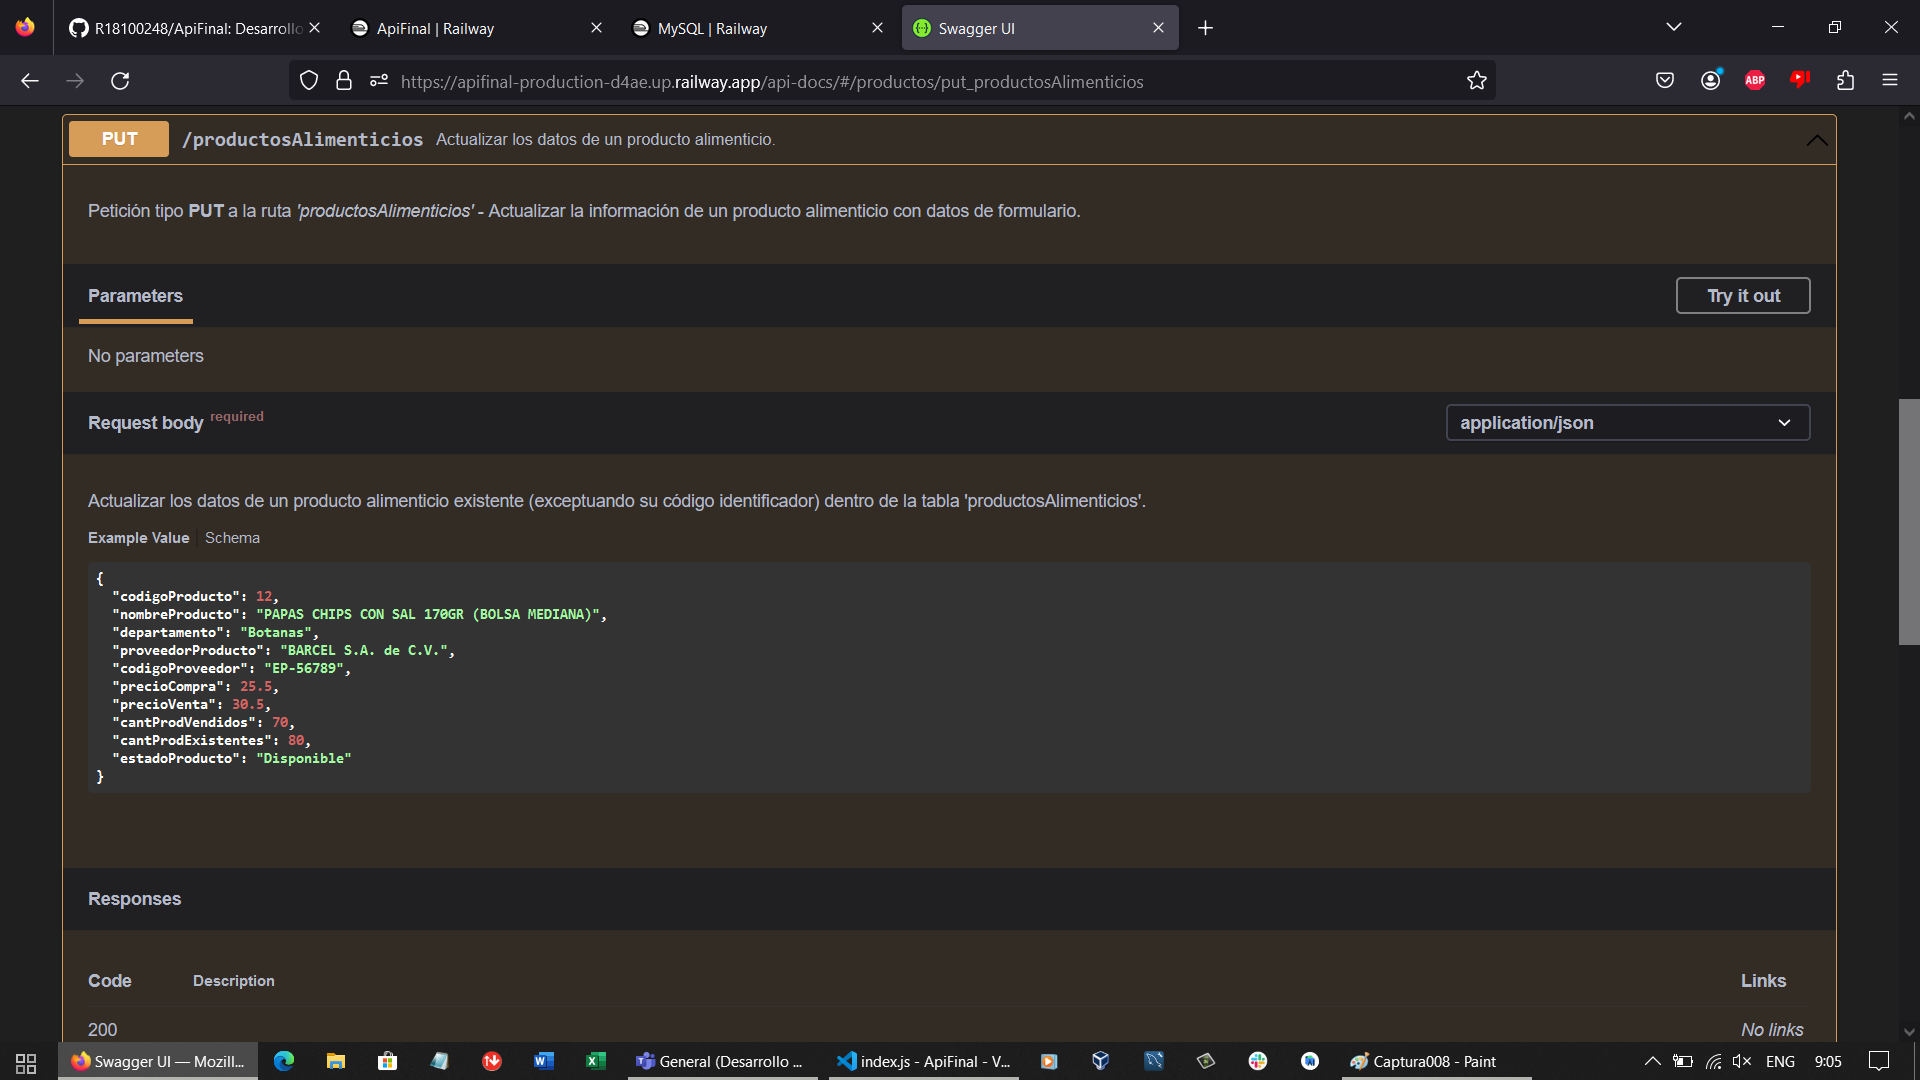 R18100248/ApiFinal: Desarrollo
ApiFinal | Railway
MySQL | Railway
Swagger UI
https://apifinal-production-d4ae.up.railway.app/api-docs/#/productos/put_productosAlimenticios
ABP
PUT
/productosAlimenticios
Actualizar los datos de un producto alimenticio.
Petición tipo PUT a la ruta 'productosAlimenticios' - Actualizar la información de un producto alimenticio con datos de formulario.
Parameters
Try it out
No parameters
Request body required
application/json
Actualizar los datos de un producto alimenticio existente (exceptuando su código identificador) dentro de la tabla 'productosAlimenticios'.
Example Value
Schema
{
"codigoProducto": 12,
"nombreProducto": "PAPAS CHIPS CON SAL 170GR (BOLSA MEDIANA)",
"departamento": "Botanas",
"proveedorProducto": "BARCEL S.A. de C.V.",
"codigoProveedor": "EP-56789",
"precioCompra": 25.5,
"precioVenta": 30.5,
"cantProdVendidos": 70,
"cantProdExistentes": 80,
"estadoProducto": "Disponible"
}
Responses
Code
Description
Links
200
No links
Swagger UI — Mozill...
General (Desarrollo ...
index.js - ApiFinal - V...
Captura008 - Paint
ENG
9:05